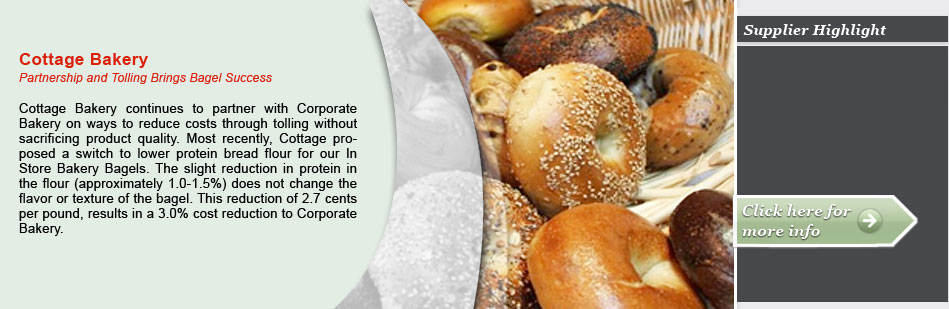 Cottage Bakery
Partnership and Tolling Brings Bagel Success
Cottage Bakery continues to partner with Corporate
Bakery on ways to reduce costs through tolling without
sacrificing product quality. Most recently, Cottage pro-
posed a switch to lower protein bread flour for our In
Store Bakery Bagels. The slight reduction in protein in
the flour (approximately 1.0-1.5%) does not change the
flavor or texture of the bagel. This reduction of 2.7 cents
per pound, results in a 3.0% cost reduction to Corporate
Bakery.
Supplier Highlight
Click here for
more info